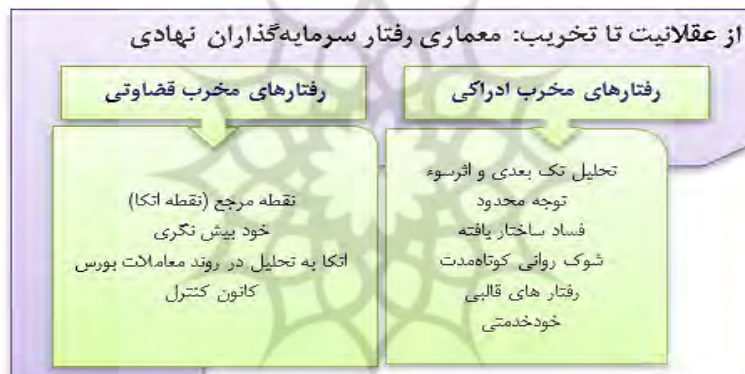 از عقلانیت تا تخریب: معماری رفتار سرمایه‌گذاران نهادی
رفتارهای مخرب ادراکی
تحلیل تک بعدی و اثرسوء
توجه محدود
فساد ساختار یافته
شوک روانی کوتاه‌مدت
رفتار های قالبی
خودخدمتی
رفتارهای مخرب قضاوتی
نقطه مرجع (نقطه اتکا)
خود بیش نگری
اتکا به تحلیل در روند معاملات بورس
کانون کنترل